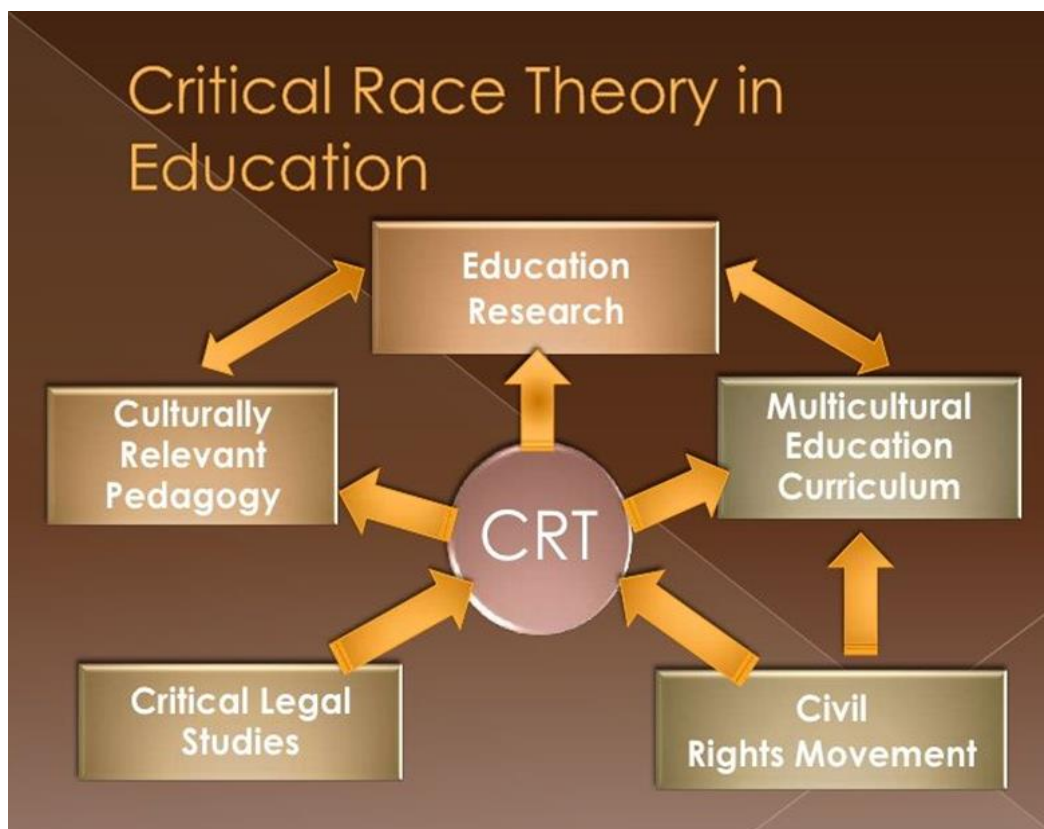 Critical Race Theory in
Education
Education
Research
Culturally
Relevant
Pedagogy
Multicultural
Education
Curriculum
CRT
Critical Legal
Studies
Civil
Rights Movement